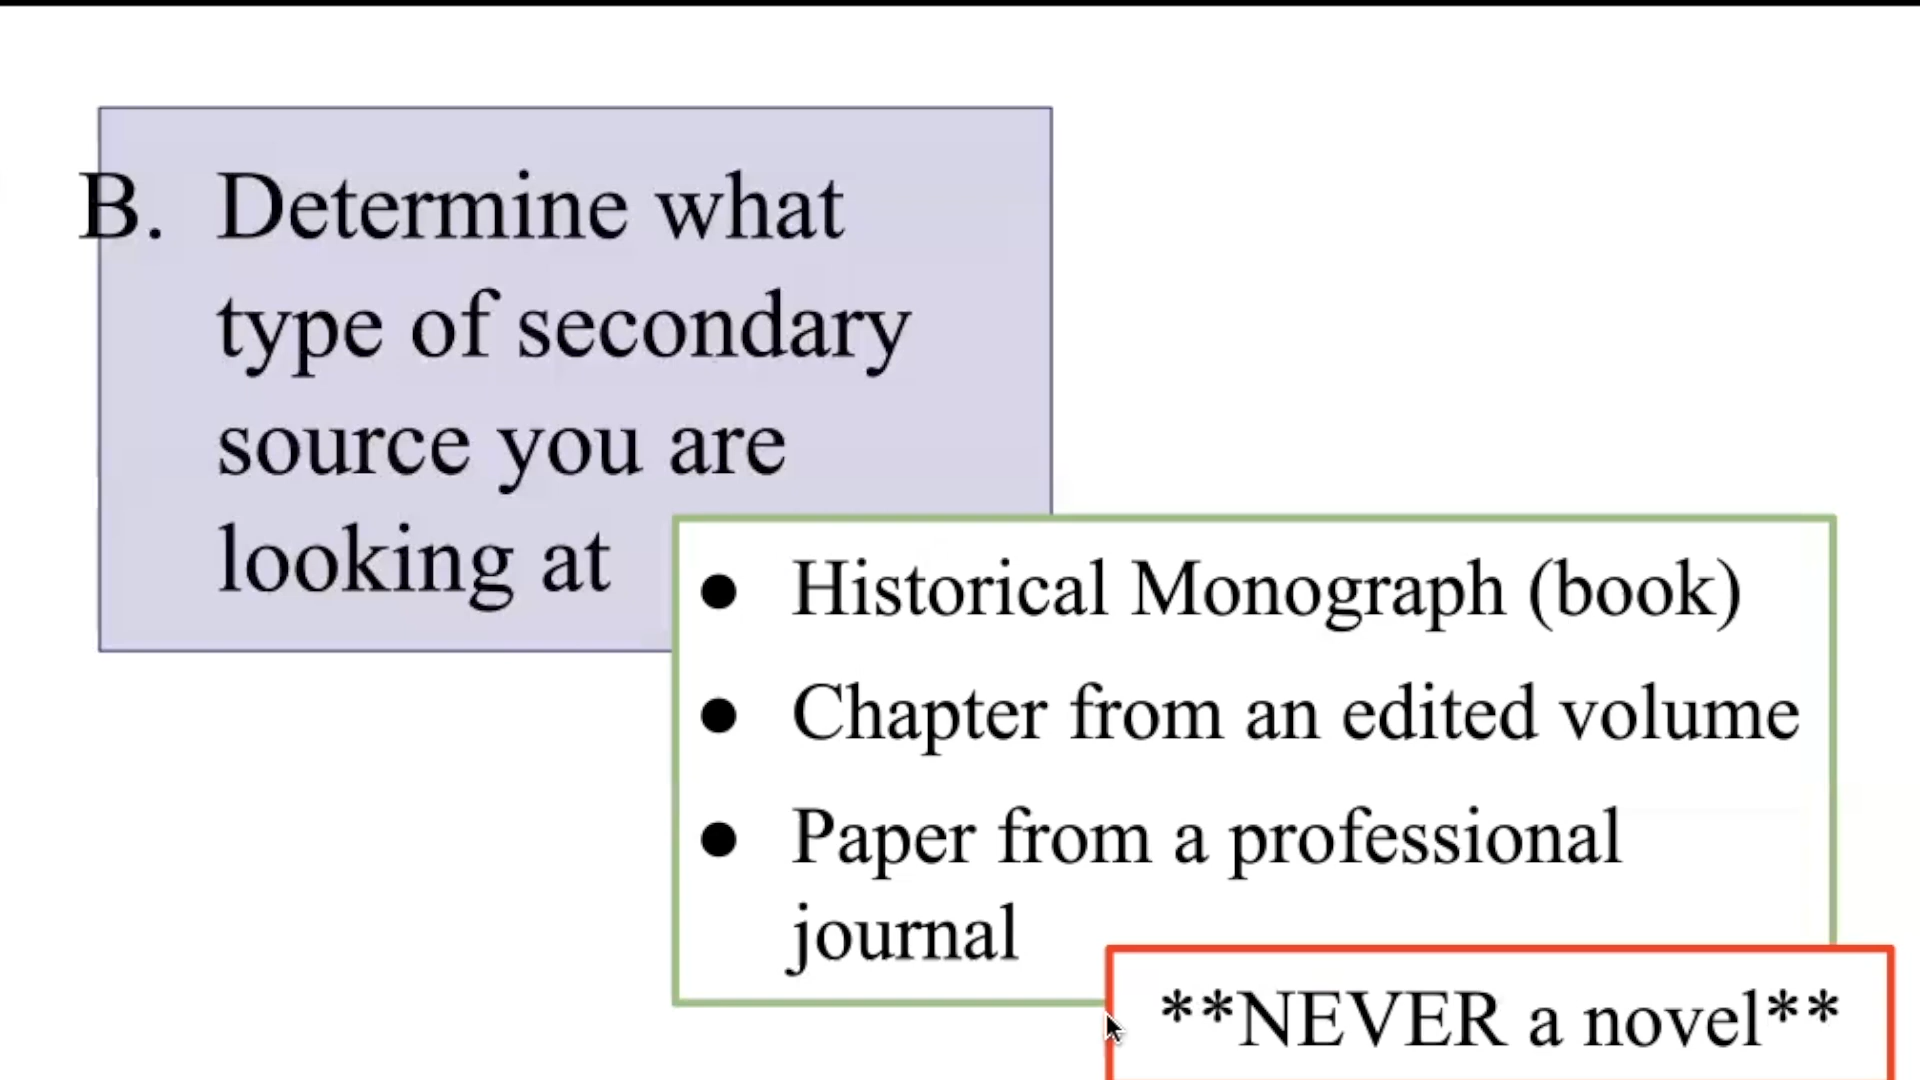 B. Determine what
type of secondary
source you are
looking at
● Historical Monograph (book)
● Chapter from an edited volume
● Paper from a professional
journal
**NEVER a novel**